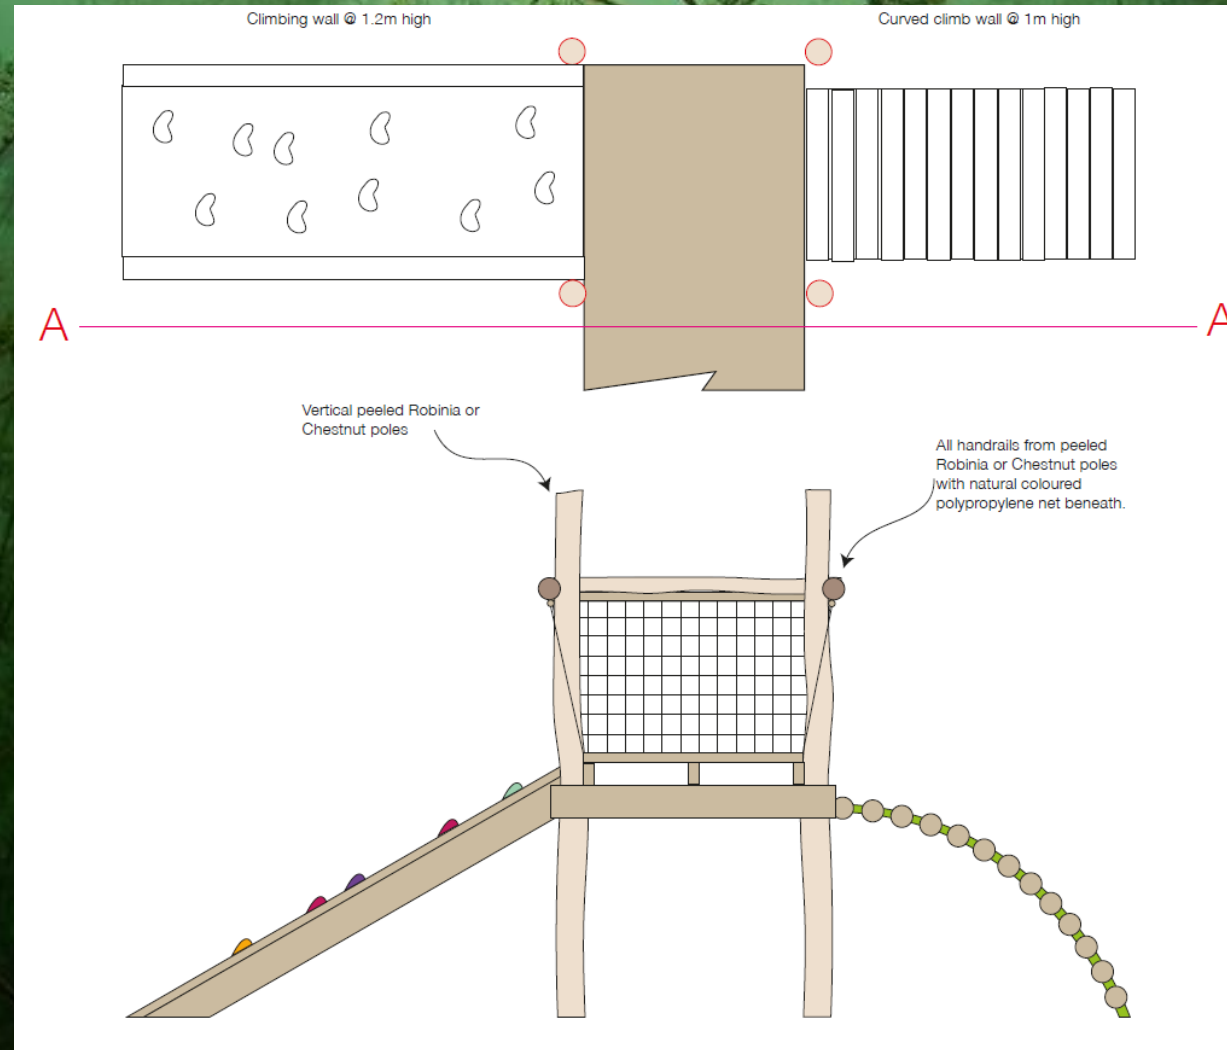 Climbing wall @ 1.2m high
Curved climb wall @ 1m high
A
A
Vertical peeled Robinia or
Chestnut poles
All handrails from peeled
Robinia or Chestnut poles
with natural coloured
polypropylene net beneath.